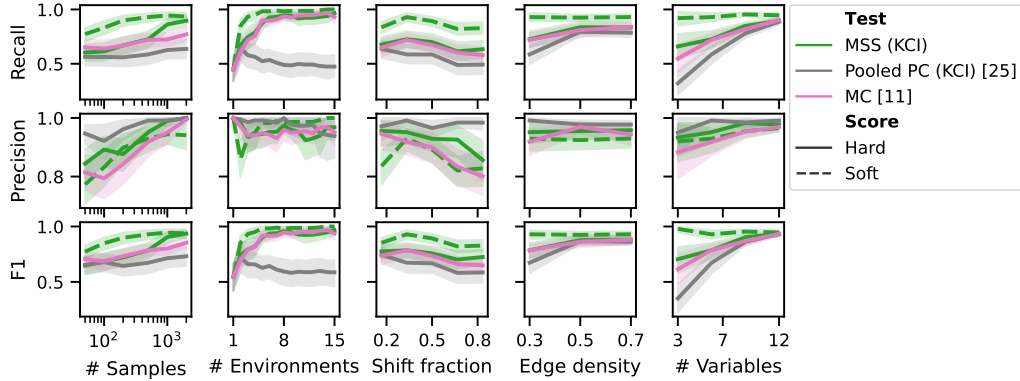 Recall
1.0
0.5
Precision
1.0
0.8
F1
1.0
0.5
10² 10³
# Samples
1 8 15
# Environments
0.2 0.5 0.8
Shift fraction
0.3 0.5 0.7
Edge density
3 7 12
# Variables
Test
MSS (KCI)
Pooled PC (KCI) [25]
MC [11]
Score
Hard
Soft